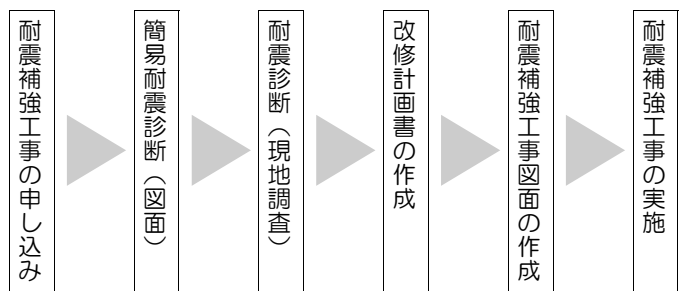 耐震補強工事の申し込み
簡易耐震診断（図面）
耐震診断（現地調査）
改修計画書の作成
耐震補強工事図面の作成
耐震補強工事の実施